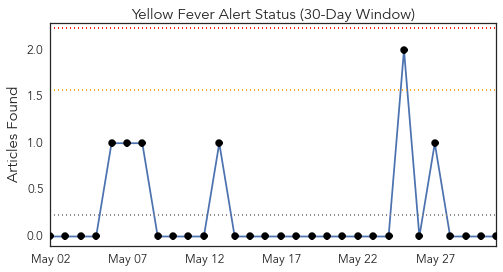 Yellow Fever Alert Status (30-Day Window)
Articles Found
2.0
1.5
1.0
0.5
0.0
May 02 May 07 May 12 May 17 May 22 May 27